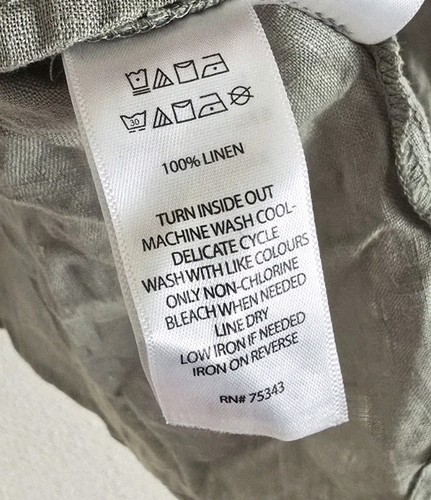 30
100% LINEN
TURN INSIDE OUT
MACHINE WASH COOL-
DELICATE CYCLE
WASH WITH LIKE COLOURS
ONLY NON-CHLORINE
BLEACH WHEN NEEDED
LINE DRY
LOW IRON IF NEEDED
IRON ON REVERSE
RN# 75343